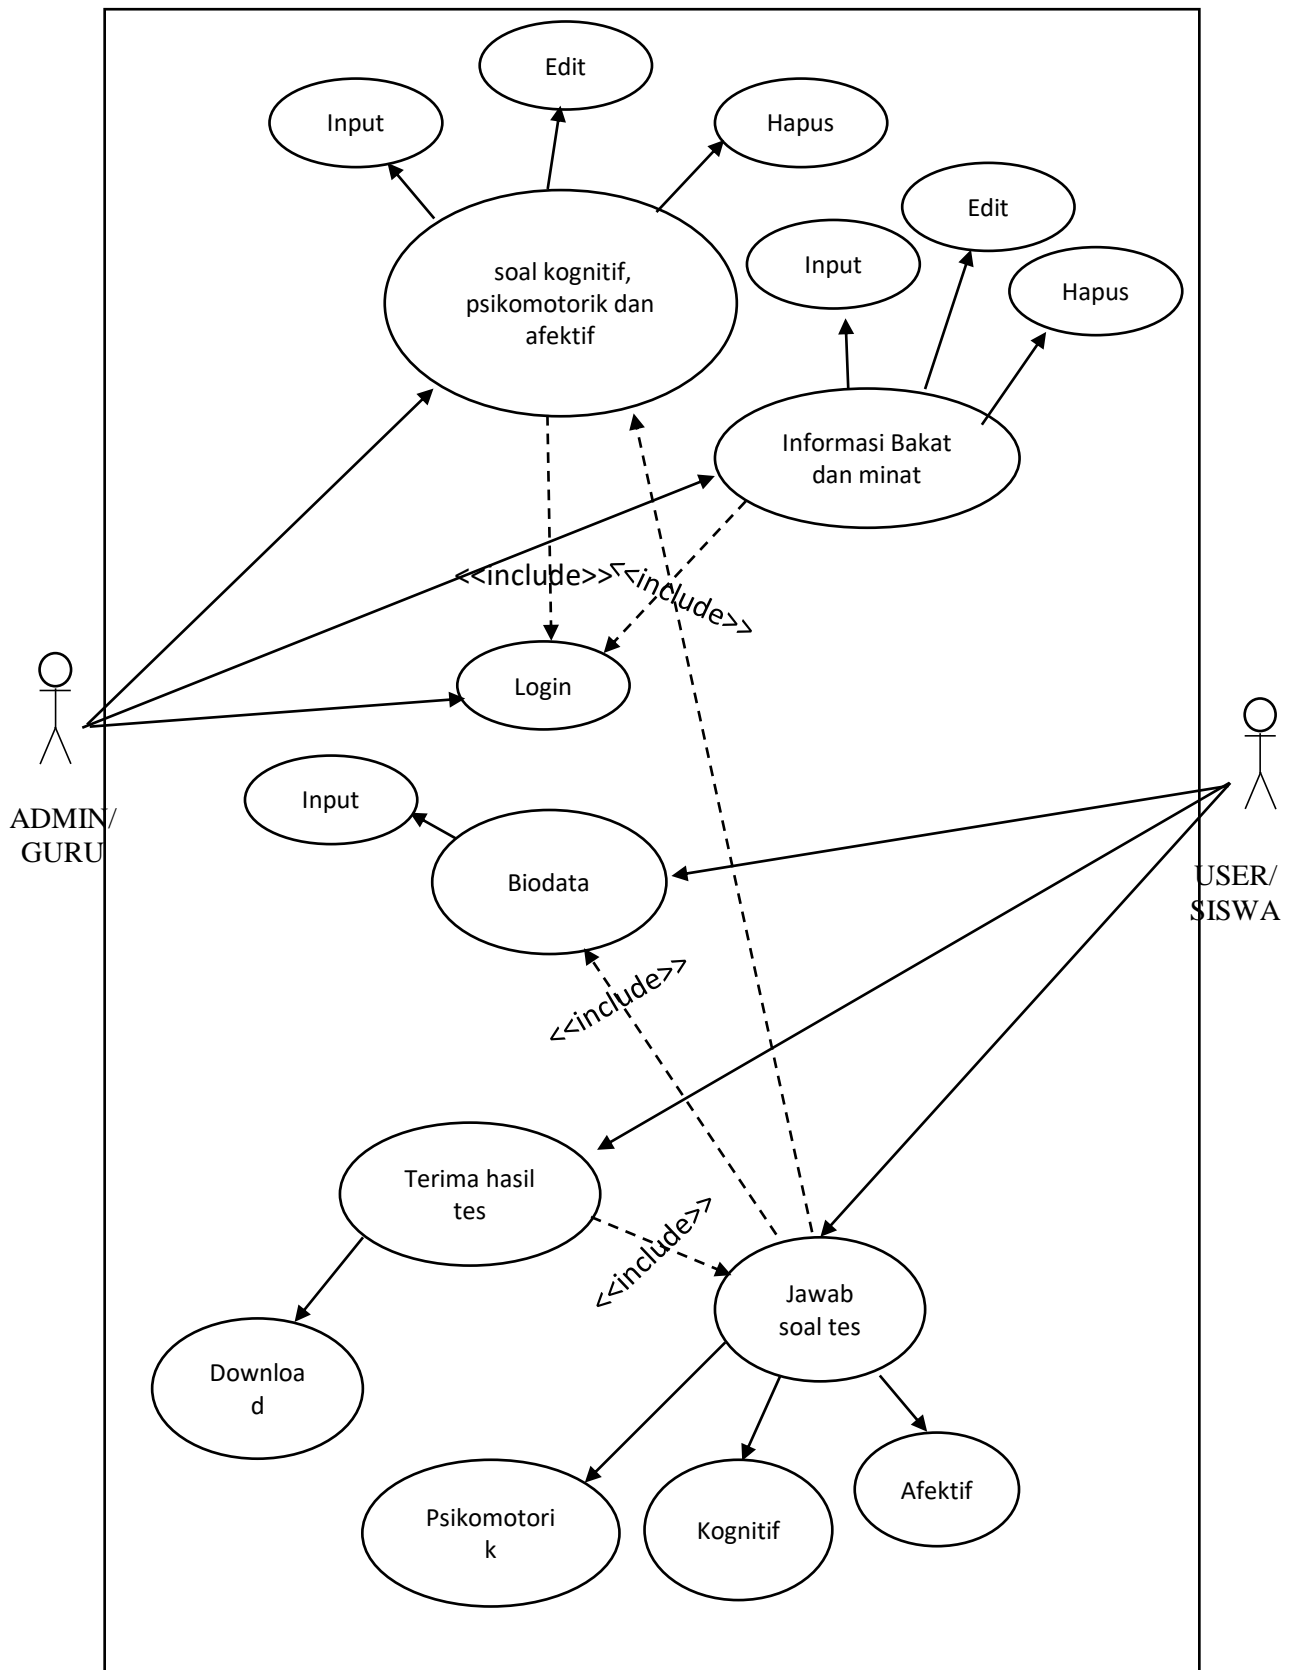 Edit
Input
Hapus
Edit
Input
Hapus
soal kognitif,
psikomotorik dan
afektif
Informasi Bakat
dan minat
<<include>>
<<include>>
Login
ADMIN/
GURU
Input
Biodata
USER/
SISWA
<<include>>
Terima hasil
tes
<<include>>
Jawab
soal tes
Downloa
d
Psikomotori
k
Kognitif
Afektif